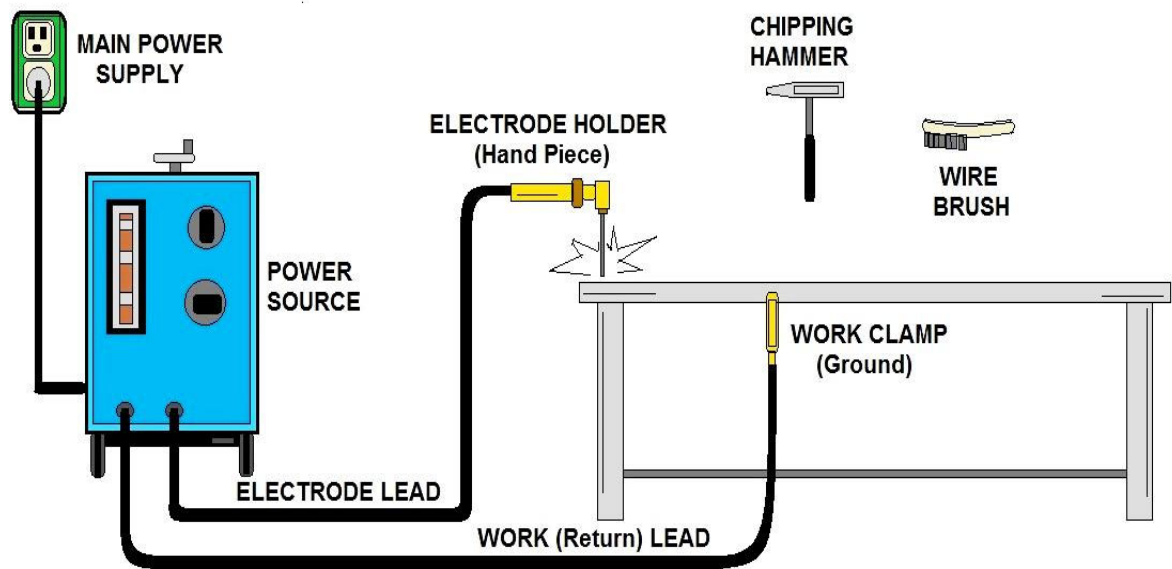 MAIN POWER
SUPPLY
CHIPPING
HAMMER
ELECTRODE HOLDER
(Hand Piece)
WIRE
BRUSH
POWER
SOURCE
WORK CLAMP
(Ground)
ELECTRODE LEAD
WORK (Return) LEAD